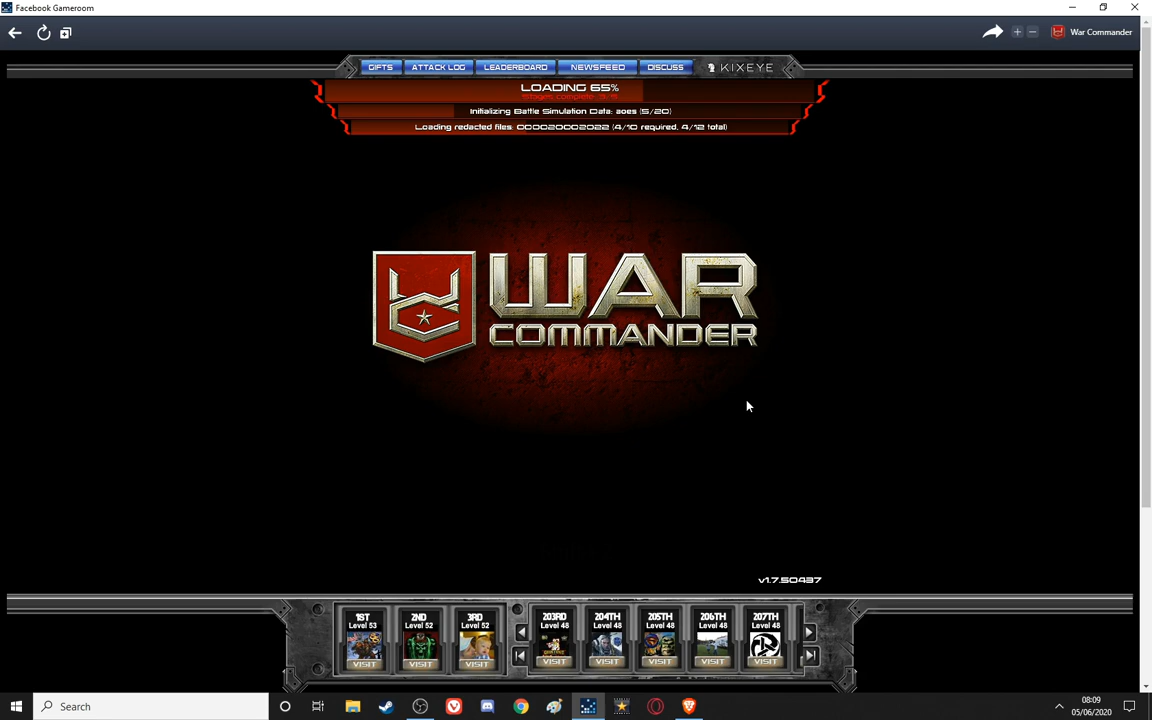 Facebook Gameroom
War Commander
GIFTS ATTACK LOG LEADERBOARD NEWSFEED DISCUSS KIXEYE
LOADING 65%
Initializing Battle Simulation Data: aoes (5/20)
Loading redacted files: 000020002022 (4/10 required, 4/12 total)
WAR
COMMANDER
v1.7.50437
1ST 2ND 3RD 203RD 204TH 205TH 206TH 207TH
Level 53 Level 52 Level 52 Level 48 Level 48 Level 48 Level 48 Level 48
VISIT VISIT VISIT VISIT VISIT VISIT VISIT VISIT
Search
08:09
05/06/2020